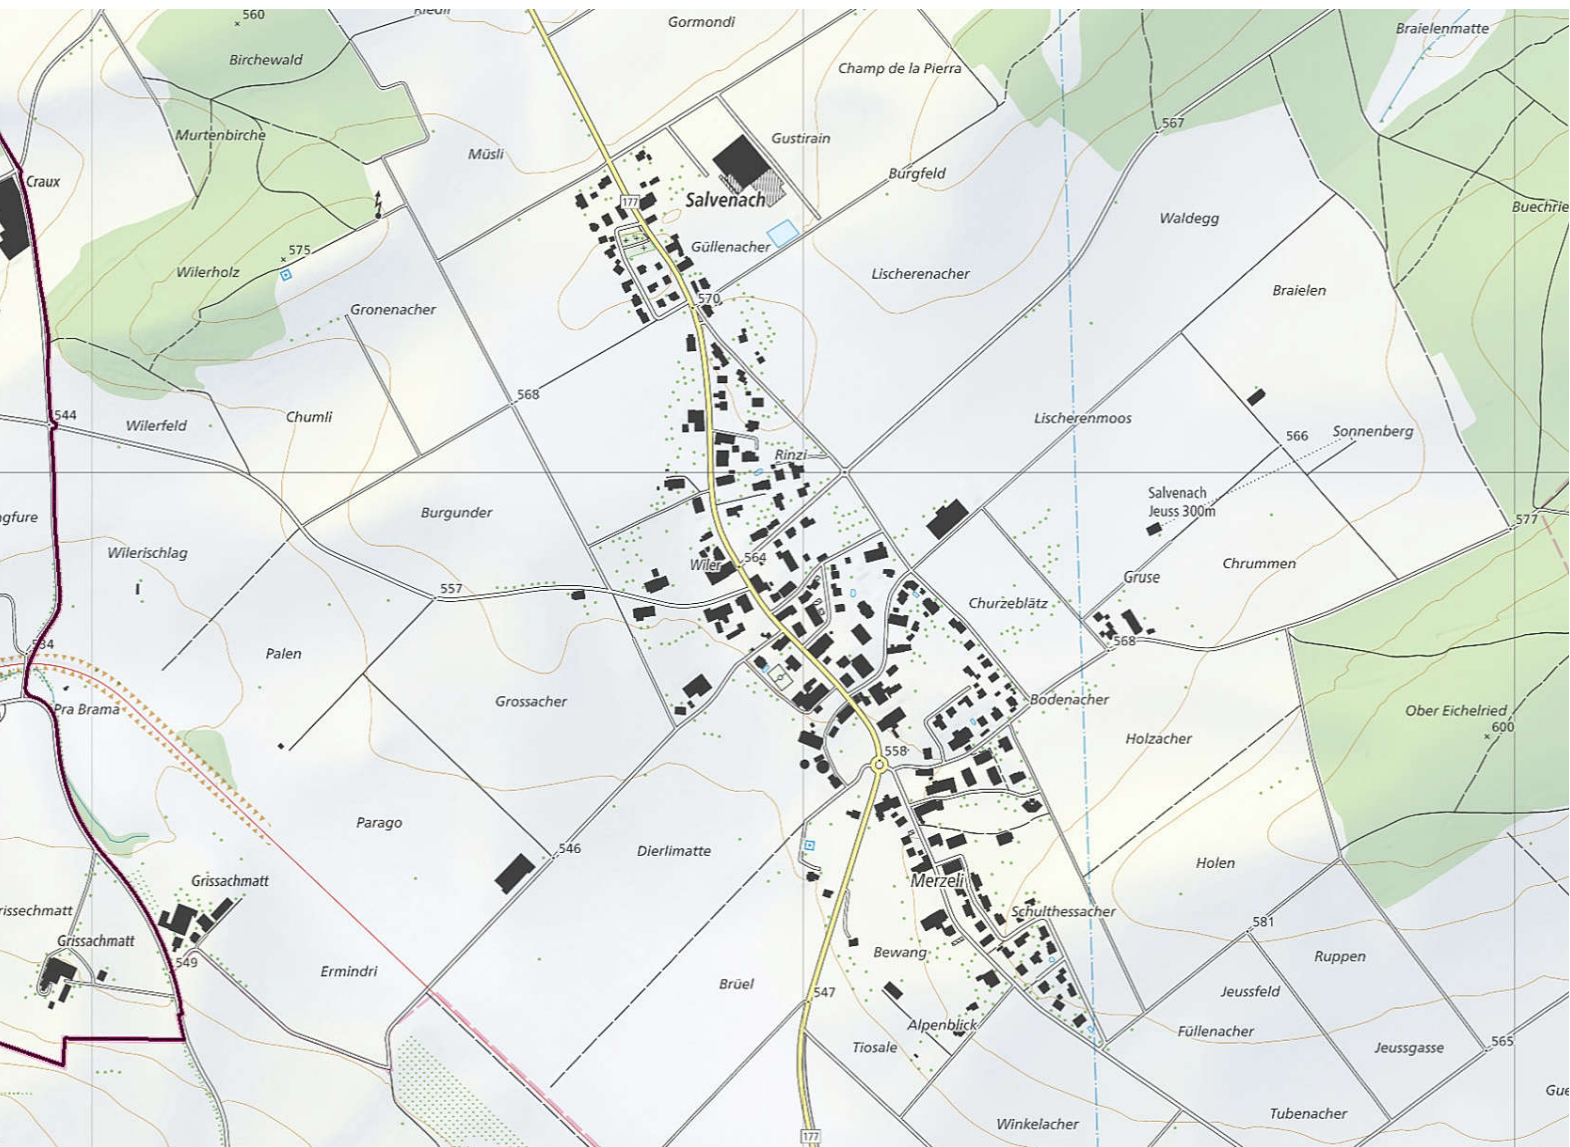 560
Gormondi
Braielenmatte
Birchewald
Champ de la Pierra
Murtenbirche
567
Gustirain
Müsli
Craux
Burgfeld
177
Salvenach
Buechrie
Waldegg
575
Güllenacher
Wilerholz
Lischerenacher
Braielen
570
Gronenacher
568
544
Chumli
Wilerfeld
Lischerenmoos
Sonnenberg
566
Rinzi
Salvenach
Jeuss 300m
Burgunder
ngfure
577
Wilerischlag
564
Wiler
Chrummen
Gruse
557
Churzeblätz
534
568
Palen
Grossacher
Bodenacher
Pra Brama
Ober Eichelried
600
Holzacher
558
Parago
546
Dierlimatte
Holen
Grissachmatt
Merzeli
rissechmatt
Schulthessacher
581
Grissachmatt
Bewang
Ruppen
549
Ermindri
Brüel
547
Jeussfeld
Alpenblick
Füllenacher
565
Tiosale
Jeussgasse
Gue
Tubenacher
Winkelacher
177